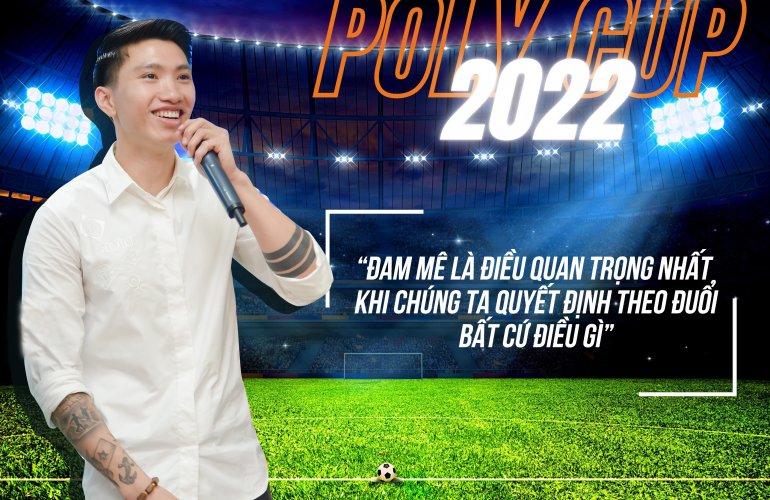 POLY CUP
2022
“ĐAM MÊ LÀ ĐIỀU QUAN TRỌNG NHẤT
KHI CHÚNG TA QUYẾT ĐỊNH THEO ĐUỔI
BẤT CỨ ĐIỀU GÌ”